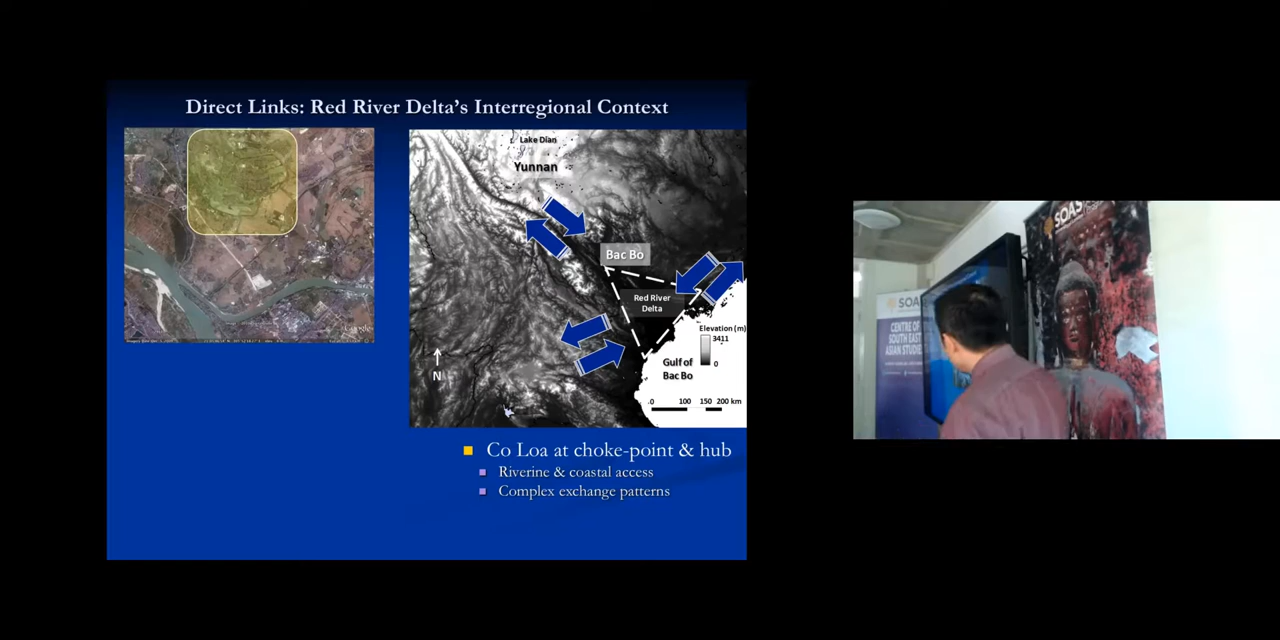 Direct Links: Red River Delta's Interregional Context
Lake Dian
Yunnan
Bac Bo
Red River
Delta
Elevation (m)
3411
0
Gulf of
Bac Bo
N
0 100 150 200 km
Google
Co Loa at choke-point & hub
Riverine & coastal access
Complex exchange patterns
SOAS
SOAS
CENTRE OF
SOUTH EAST
ASIAN STUDIES